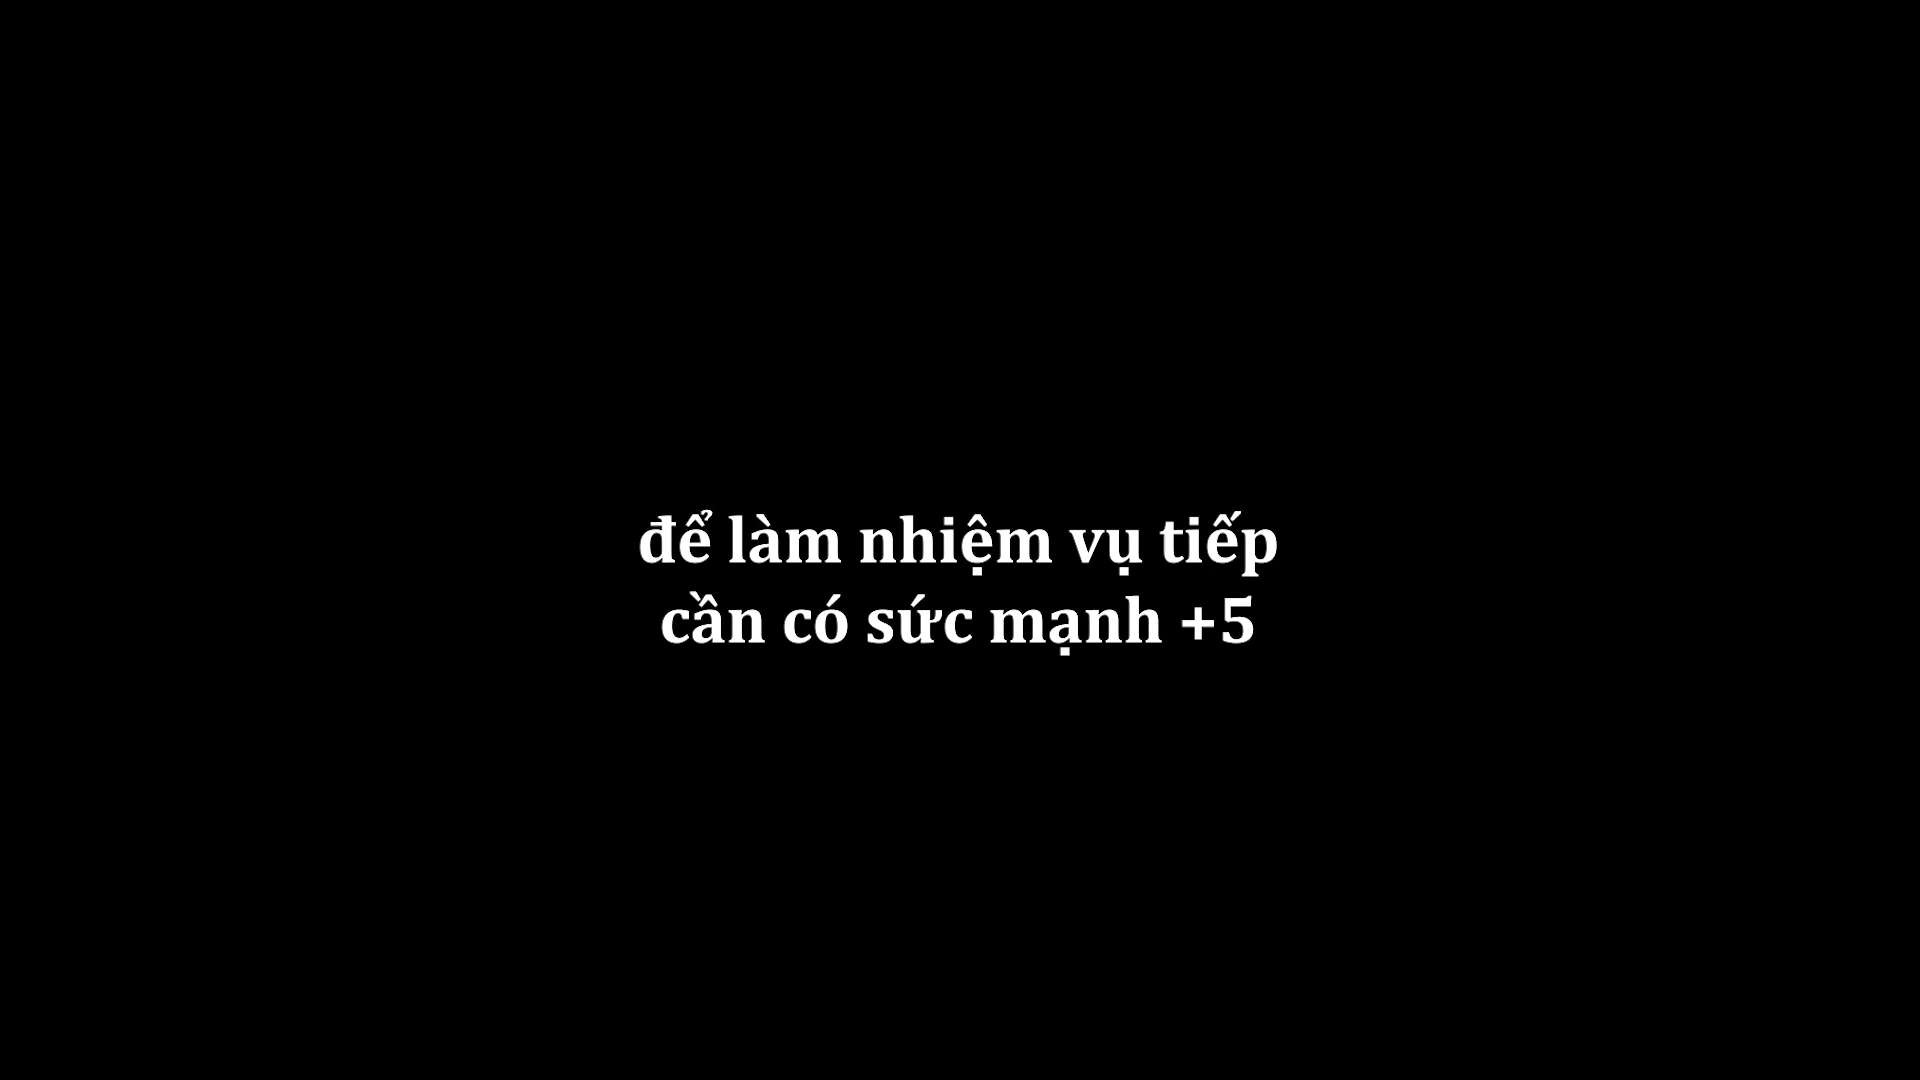 để làm nhiệm vụ tiếp
cần có sức mạnh +5